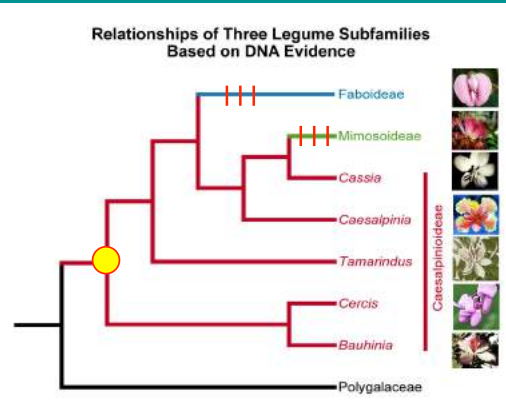 Relationships of Three Legume Subfamilies
Based on DNA Evidence
Faboideae
Mimosoideae
Cassia
Caesalpinia
Tamarindus
Cercis
Bauhinia
Polygalaceae
Caesalpinioideae